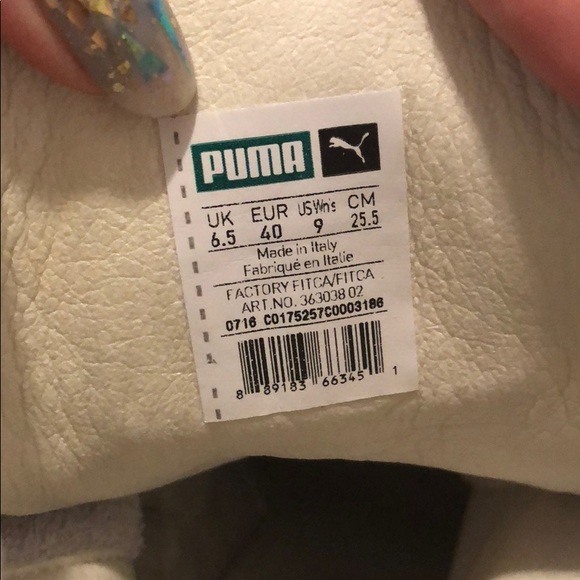 PUMA
UK EUR US Wn's CM
6.5 40 9 25.5
Made in Italy
Fabriqué en Italie
FACTORY FITCA/FITCA
ART.NO. 363038 02
0716 C0175257C0003186
8 89183 66345 1